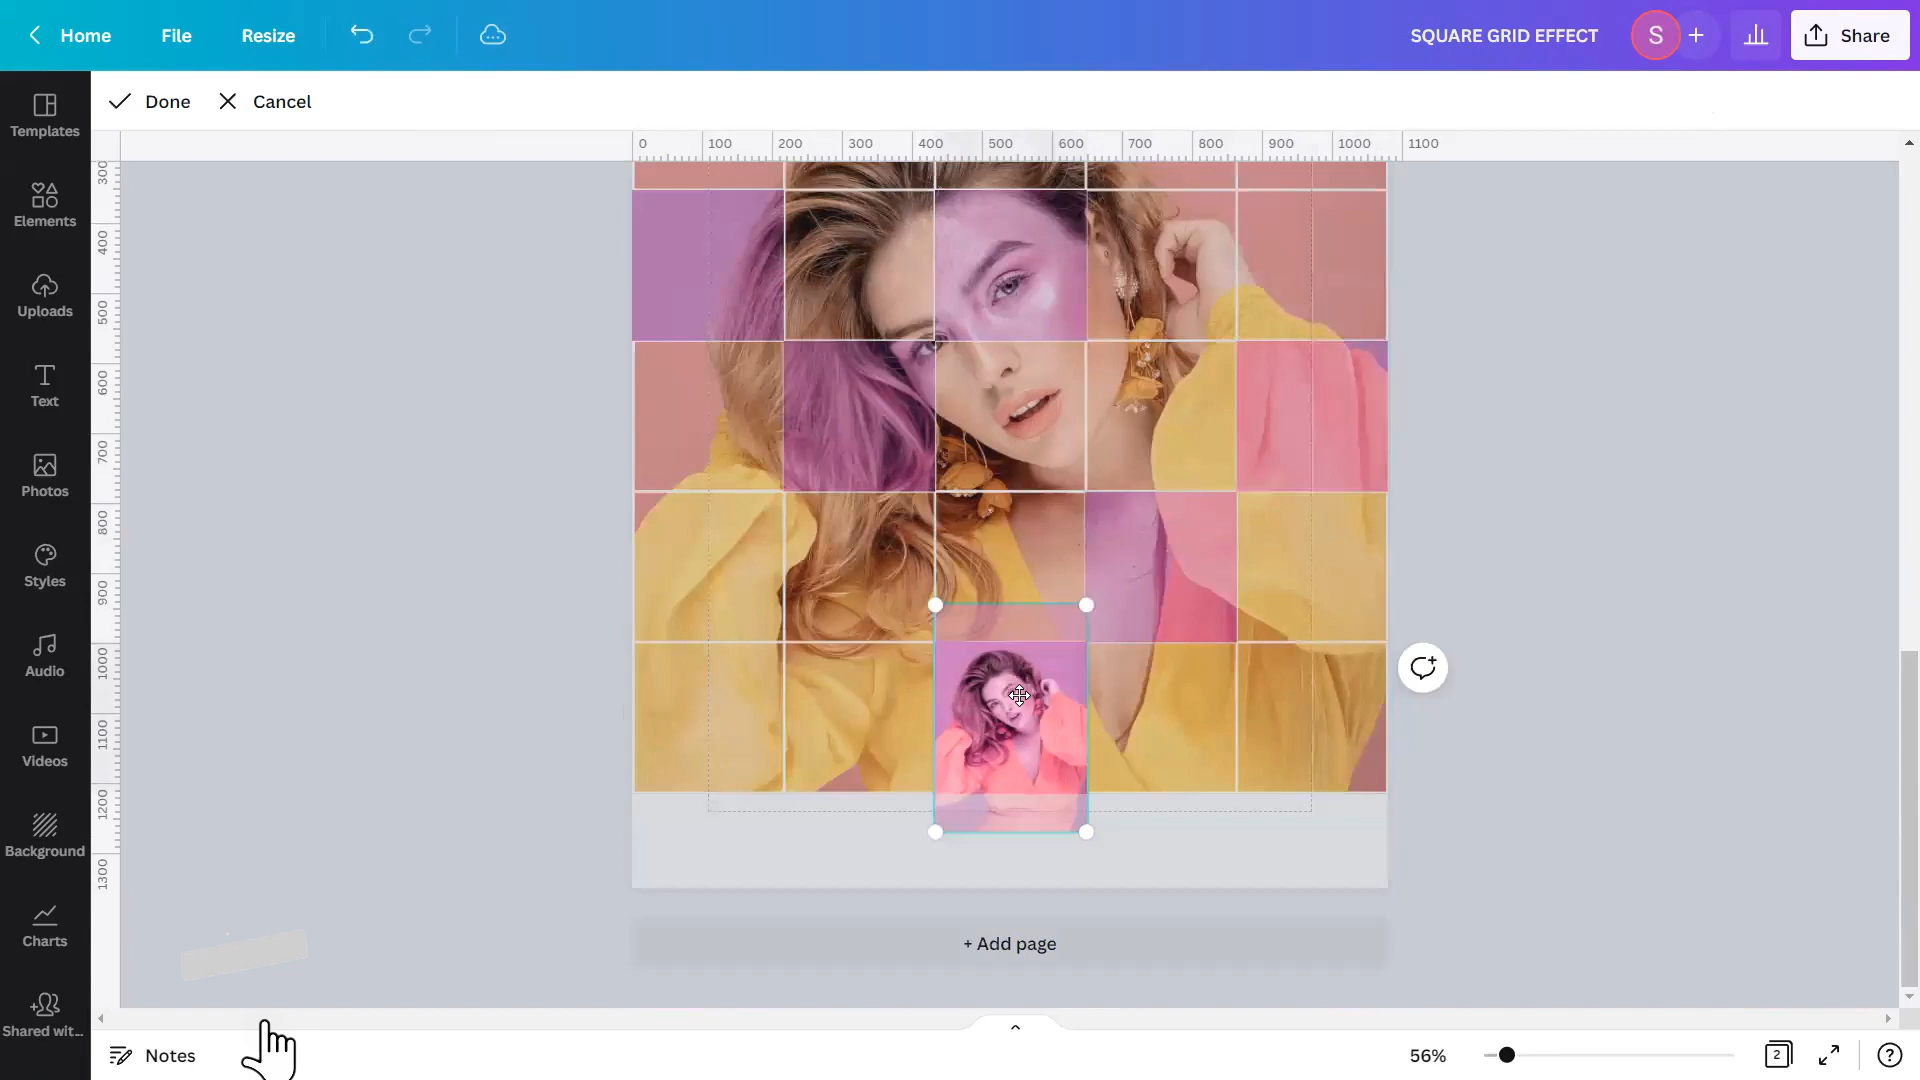 Home File Resize SQUARE GRID EFFECT S Share
Done Cancel
0 100 200 300 400 500 600 700 800 900 1000 1100
300
400
500
600
700
800
900
1000
1100
1200
1300
Templates
Elements
Uploads
Text
Photos
Styles
Audio
Videos
Background
Charts
Shared wit...
+ Add page
Notes 56% 2 ?